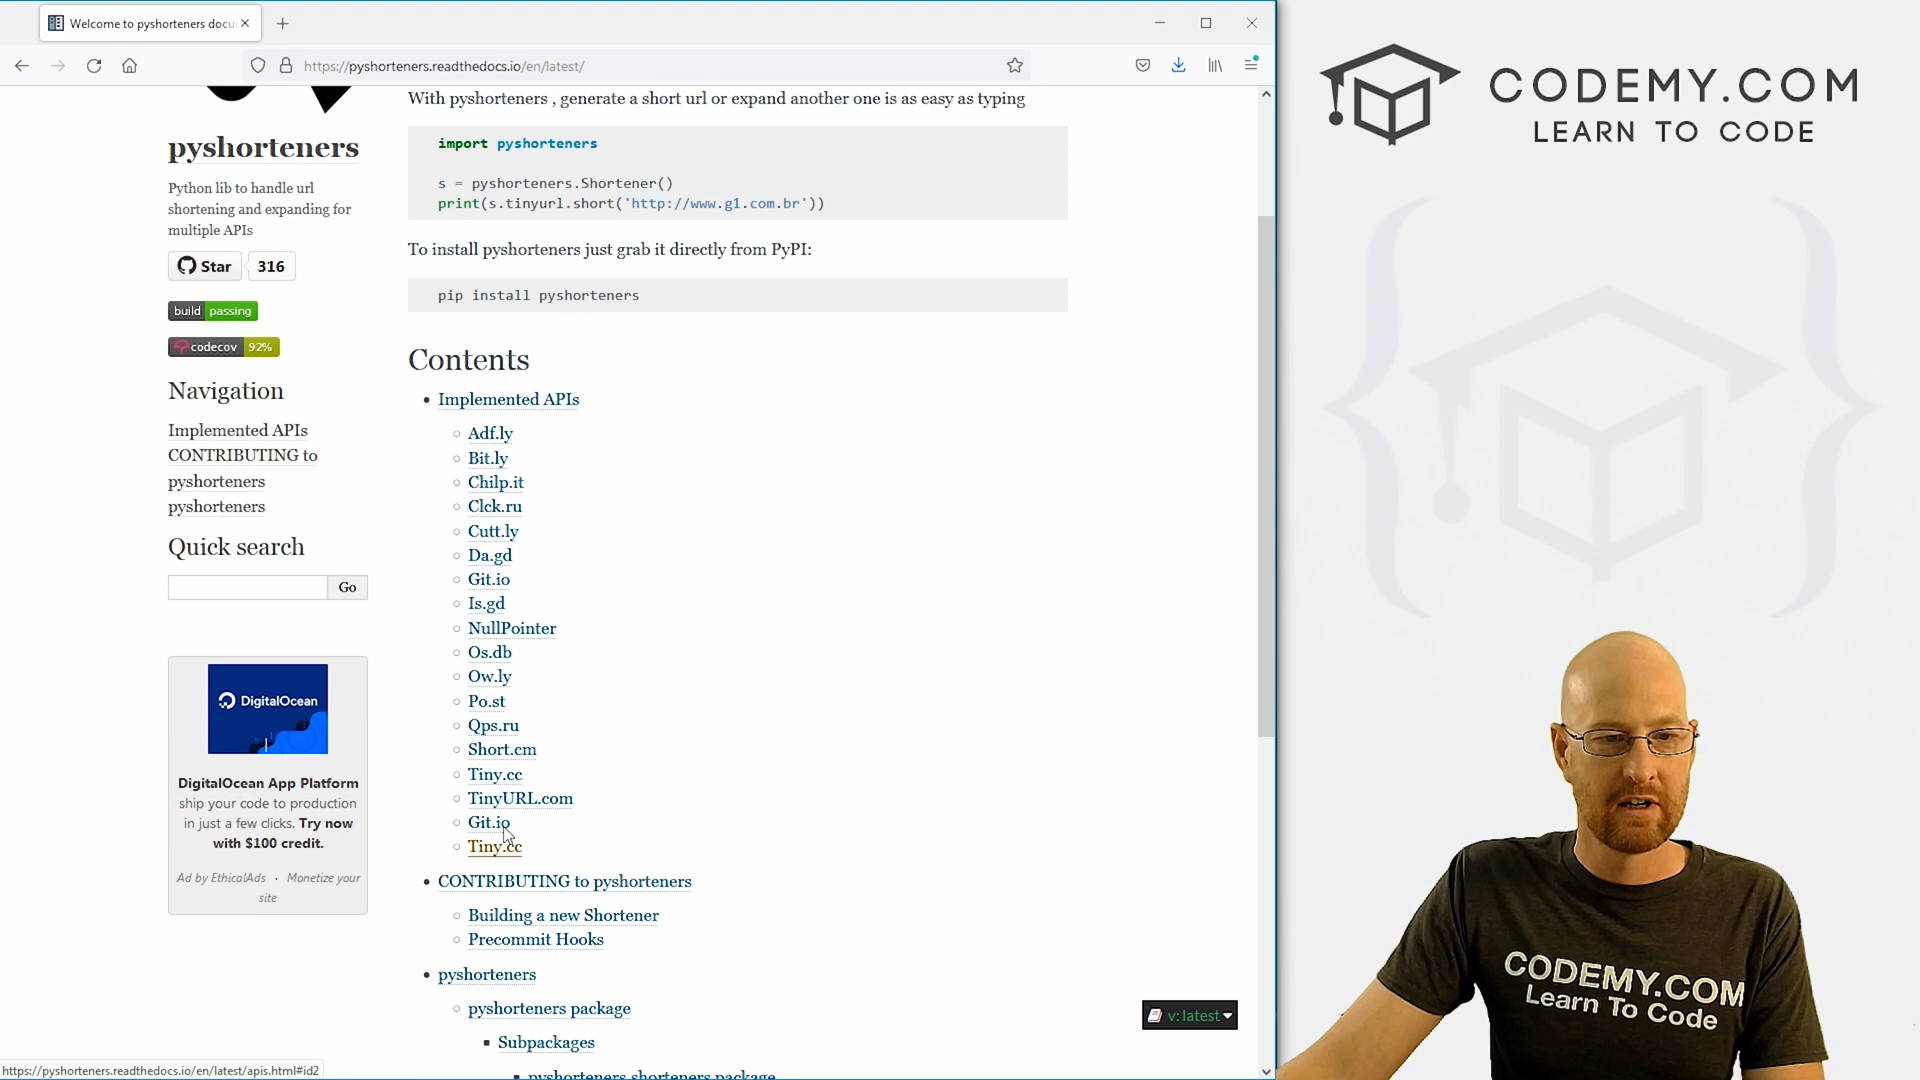 Welcome to pyshorteners docu
https://pyshorteners.readthedocs.io/en/latest/
CODEMY.COM
LEARN TO CODE
pyshorteners
Python lib to handle url
shortening and expanding for
multiple APIs
Star 316
build passing
codecov 92%
Navigation
Implemented APIs
CONTRIBUTING to
pyshorteners
pyshorteners
Quick search
Go
DigitalOcean
DigitalOcean App Platform
ship your code to production
in just a few clicks. Try now
with $100 credit.
Ad by EthicalAds · Monetize your
site
With pyshorteners , generate a short url or expand another one is as easy as typing
import pyshorteners
s = pyshorteners.Shortener()
print(s.tinyurl.short('http://www.g1.com.br'))
To install pyshorteners just grab it directly from PyPI:
pip install pyshorteners
Contents
Implemented APIs
Adf.ly
Bit.ly
Chilp.it
Clck.ru
Cutt.ly
Da.gd
Git.io
Is.gd
NullPointer
Os.db
Ow.ly
Po.st
Qps.ru
Short.cm
Tiny.cc
TinyURL.com
Git.io
Tiny.cc
CONTRIBUTING to pyshorteners
Building a new Shortener
Precommit Hooks
pyshorteners
pyshorteners package
Subpackages
pyshorteners.shorteners package
v: latest
https://pyshorteners.readthedocs.io/en/latest/apis.html#id2
CODEMY.COM
Learn To Code